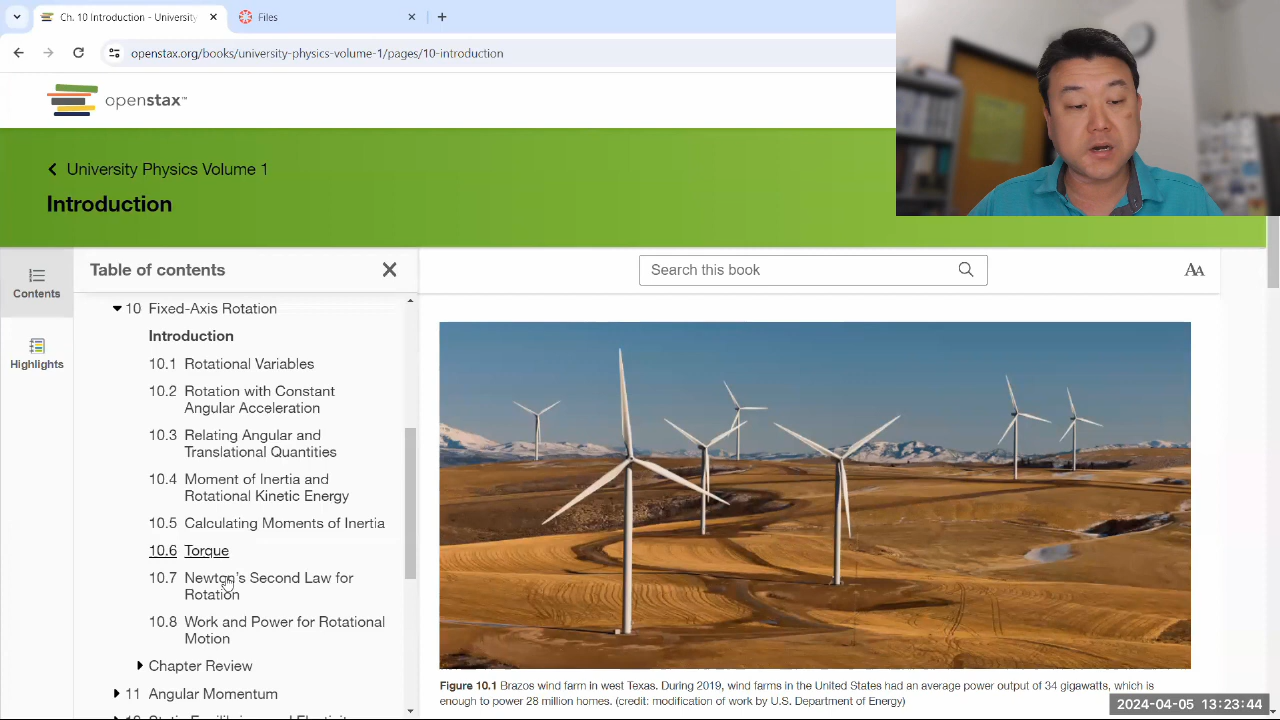 Ch. 10 Introduction - University
Files
openstax.org/books/university-physics-volume-1/pages/10-introduction
openstax™
University Physics Volume 1
Introduction
Contents
Highlights
Table of contents
10 Fixed-Axis Rotation
Introduction
10.1 Rotational Variables
10.2 Rotation with Constant
Angular Acceleration
10.3 Relating Angular and
Translational Quantities
10.4 Moment of Inertia and
Rotational Kinetic Energy
10.5 Calculating Moments of Inertia
10.6 Torque
10.7 Newton's Second Law for
Rotation
10.8 Work and Power for Rotational
Motion
Chapter Review
11 Angular Momentum
Search this book
AA
Figure 10.1 Brazos wind farm in west Texas. During 2019, wind farms in the United States had an average power output of 34 gigawatts, which is
enough to power 28 million homes. (credit: modification of work by U.S. Department of Energy)
2024-04-05 13:23:44